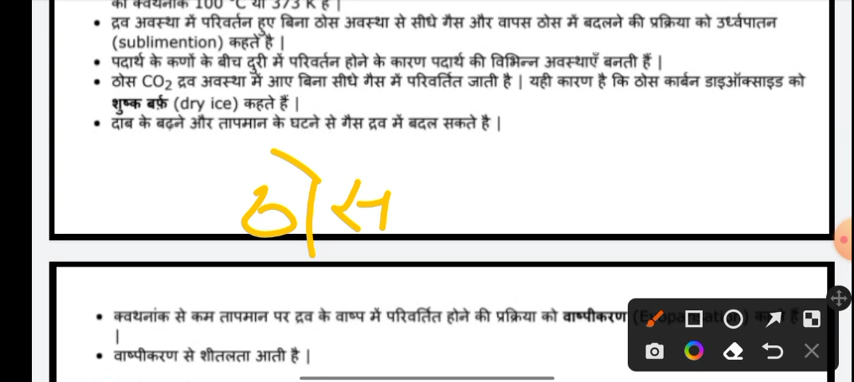 का क्वथनांक 100 °C या 373 K है |
• द्रव अवस्था में परिवर्तन हुए बिना ठोस अवस्था से सीधे गैस और वापस ठोस में बदलने की प्रक्रिया को उर्ध्वपातन
(sublimention) कहते है |
• पदार्थ के कणों के बीच दूरी में परिवर्तन होने के कारण पदार्थ की विभिन्न अवस्थाएँ बनती हैं |
• ठोस CO₂ द्रव अवस्था में आए बिना सीधे गैस में परिवर्तित जाती है | यही कारण है कि ठोस कार्बन डाइऑक्साइड को
शुष्क बर्फ़ (dry ice) कहते हैं |
• दाब के बढ़ने और तापमान के घटने से गैस द्रव में बदल सकते है |
ठोस
• क्वथनांक से कम तापमान पर द्रव के वाष्प में परिवर्तित होने की प्रक्रिया को वाष्पीकरण
|
• वाष्पीकरण से शीतलता आती है |